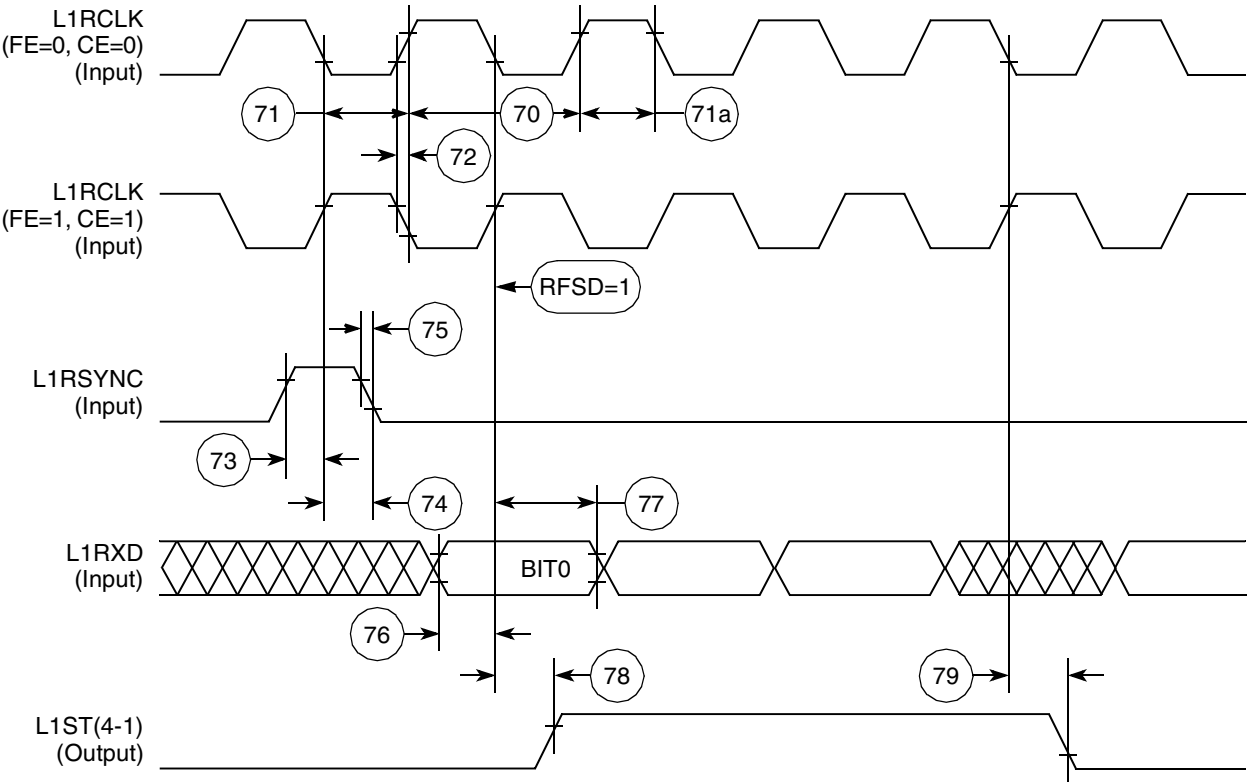 L1RCLK
(FE=0, CE=0)
(Input)
71
70
71a
72
L1RCLK
(FE=1, CE=1)
(Input)
RFSD=1
75
L1RSYNC
(Input)
73
74
77
L1RXD
(Input)
BIT0
76
78
79
L1ST(4-1)
(Output)